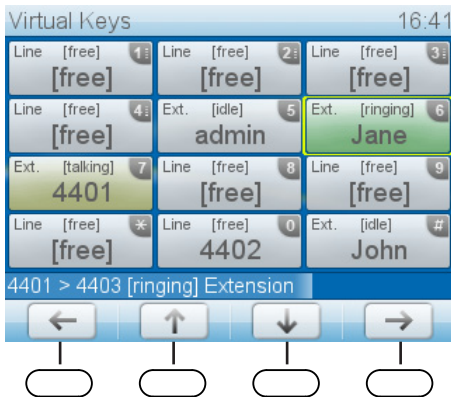 Virtual Keys 16:41
Line [free] 1 Line [free] 2 Line [free] 3
[free] [free] [free]
Line [free] 4 Ext. [idle] 5 Ext. [ringing] 6
[free] admin Jane
Ext. [talking] 7 Line [free] 8 Line [free] 9
4401 [free] [free]
Line [free] * Line [free] 0 Ext. [idle] #
[free] 4402 John
4401 > 4403 [ringing] Extension